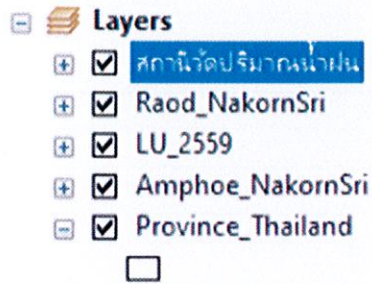 Layers
สถานีวัดปริมาณน้ำฝน
Raod_NakornSri
LU_2559
Amphoe_NakornSri
Province_Thailand